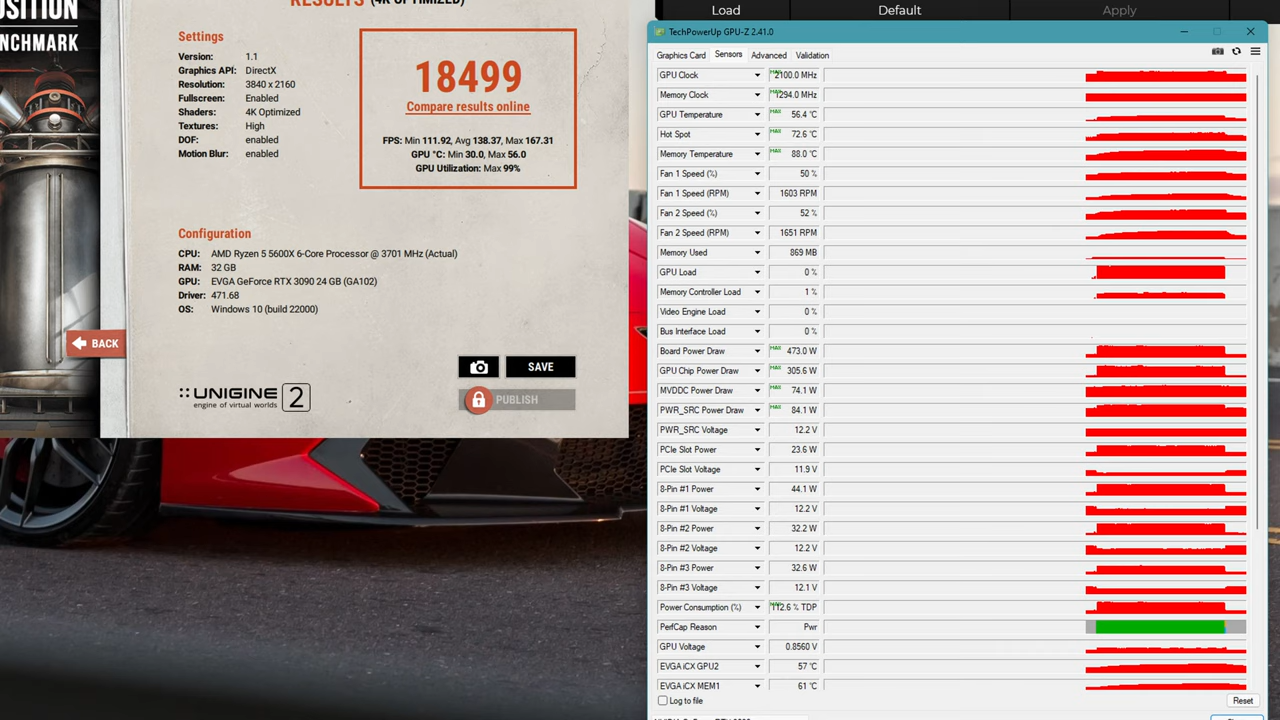 OSITION
NCHMARK
RESULTS (4K OPTIMIZED)
Settings
Version: 1.1
Graphics API: DirectX
Resolution: 3840 x 2160
Fullscreen: Enabled
Shaders: 4K Optimized
Textures: High
DOF: enabled
Motion Blur: enabled
18499
Compare results online
FPS: Min 111.92, Avg 138.37, Max 167.31
GPU °C: Min 30.0, Max 56.0
GPU Utilization: Max 99%
Configuration
CPU: AMD Ryzen 5 5600X 6-Core Processor @ 3701 MHz (Actual)
RAM: 32 GB
GPU: EVGA GeForce RTX 3090 24 GB (GA102)
Driver: 471.68
OS: Windows 10 (build 22000)
BACK
SAVE
PUBLISH
UNIGINE 2
engine of virtual worlds
Load Default Apply
TechPowerUp GPU-Z 2.41.0
Graphics Card Sensors Advanced Validation
GPU Clock MAX 2100.0 MHz
Memory Clock MAX 1294.0 MHz
GPU Temperature MAX 56.4 °C
Hot Spot MAX 72.6 °C
Memory Temperature MAX 88.0 °C
Fan 1 Speed (%) 50 %
Fan 1 Speed (RPM) 1603 RPM
Fan 2 Speed (%) 52 %
Fan 2 Speed (RPM) 1651 RPM
Memory Used 869 MB
GPU Load 0 %
Memory Controller Load 1 %
Video Engine Load 0 %
Bus Interface Load 0 %
Board Power Draw MAX 473.0 W
GPU Chip Power Draw MAX 305.6 W
MVDDC Power Draw MAX 74.1 W
PWR_SRC Power Draw MAX 84.1 W
PWR_SRC Voltage 12.2 V
PCIe Slot Power 23.6 W
PCIe Slot Voltage 11.9 V
8-Pin #1 Power 44.1 W
8-Pin #1 Voltage 12.2 V
8-Pin #2 Power 32.2 W
8-Pin #2 Voltage 12.2 V
8-Pin #3 Power 32.6 W
8-Pin #3 Voltage 12.1 V
Power Consumption (%) MAX 112.6 % TDP
PerfCap Reason Pwr
GPU Voltage 0.8560 V
EVGA iCX GPU2 57 °C
EVGA iCX MEM1 61 °C
Log to file
Reset